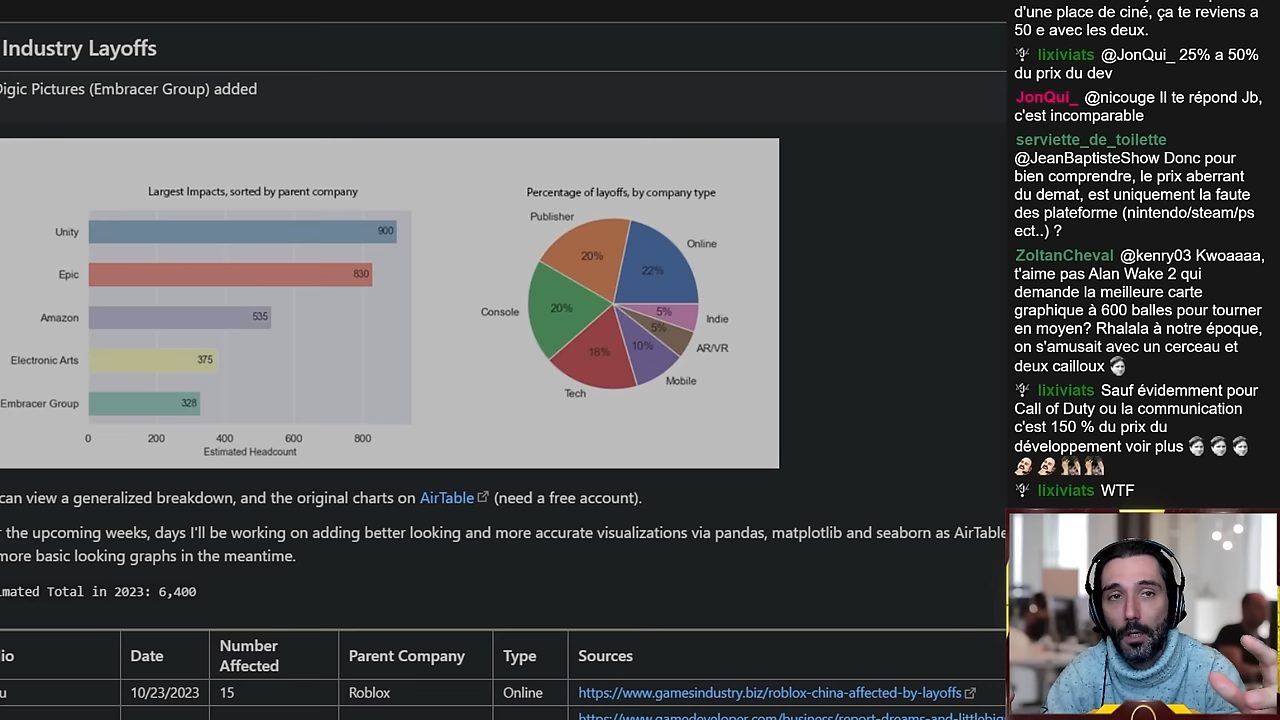 Industry Layoffs
Digic Pictures (Embracer Group) added
Largest Impacts, sorted by parent company
Unity
900
Epic
830
Amazon
535
Electronic Arts
375
Embracer Group
328
0
200
400
600
800
Estimated Headcount
Percentage of layoffs, by company type
Publisher
20%
Online
22%
Console
20%
Indie
5%
AR/VR
5%
Mobile
10%
Tech
18%
can view a generalized breakdown, and the original charts on AirTable (need a free account).
the upcoming weeks, days I'll be working on adding better looking and more accurate visualizations via pandas, matplotlib and seaborn as AirTable
more basic looking graphs in the meantime.
Total in 2023: 6,400
Date
Number
Affected
Parent Company
Type
Sources
10/23/2023
15
Roblox
Online
https://www.gamesindustry.biz/roblox-china-affected-by-layoffs
https://www.gamedeveloper.com/business/report-dreams-and-littlebig
d'une place de ciné, ça te reviens a
50 e avec les deux.
lixiviats @JonQui_ 25% a 50%
du prix du dev
JonQui_ @nicouge Il te répond Jb,
c'est incomparable
serviette_de_toilette
@JeanBaptisteShow Donc pour
bien comprendre, le prix aberrant
du demat, est uniquement la faute
des plateforme (nintendo/steam/ps
ect..) ?
ZoltanCheval @kenry03 Kwoaaaa,
t'aime pas Alan Wake 2 qui
demande la meilleure carte
graphique à 600 balles pour tourner
en moyen? Rhalala à notre époque,
on s'amusait avec un cerceau et
deux cailloux
lixiviats Sauf évidemment pour
Call of Duty ou la communication
c'est 150 % du prix du
développement voir plus
lixiviats WTF